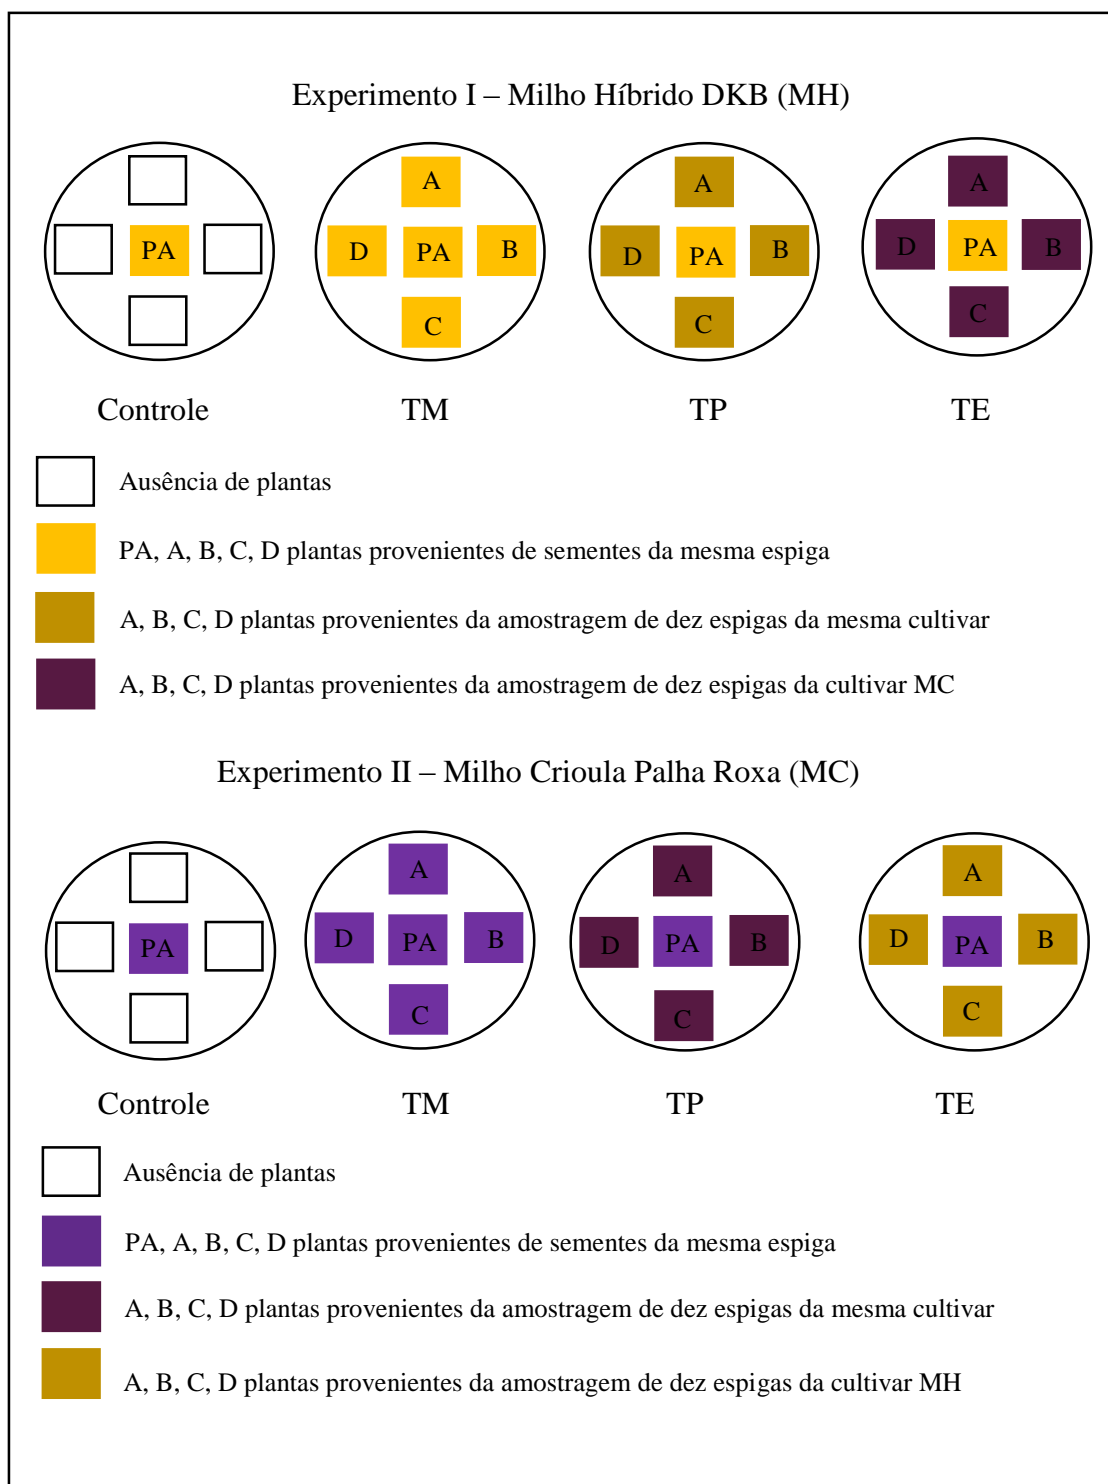 Experimento I – Milho Híbrido DKB (MH)
PA
A
D PA B
C
A
D PA B
C
A
D PA B
C
Controle TM TP TE
Ausência de plantas
PA, A, B, C, D plantas provenientes de sementes da mesma espiga
A, B, C, D plantas provenientes da amostragem de dez espigas da mesma cultivar
A, B, C, D plantas provenientes da amostragem de dez espigas da cultivar MC
Experimento II – Milho Crioula Palha Roxa (MC)
PA
A
D PA B
C
A
D PA B
C
A
D PA B
C
Controle TM TP TE
Ausência de plantas
PA, A, B, C, D plantas provenientes de sementes da mesma espiga
A, B, C, D plantas provenientes da amostragem de dez espigas da mesma cultivar
A, B, C, D plantas provenientes da amostragem de dez espigas da cultivar MH